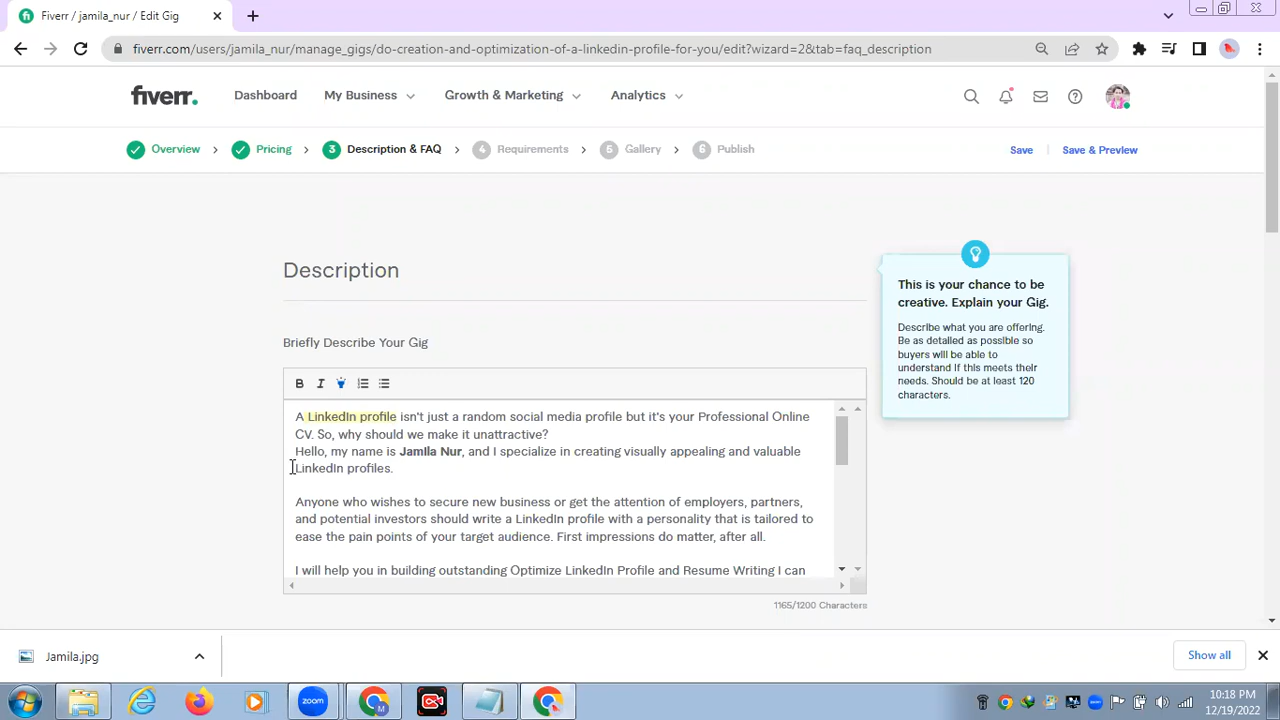 Fiverr / jamila_nur / Edit Gig
fiverr.com/users/jamila_nur/manage_gigs/do-creation-and-optimization-of-a-linkedin-profile-for-you/edit?wizard=2&tab=faq_description
fiverr.
Dashboard
My Business
Growth & Marketing
Analytics
Overview
Pricing
3 Description & FAQ
4 Requirements
5 Gallery
6 Publish
Save
Save & Preview
Description
This is your chance to be
creative. Explain your Gig.
Describe what you are offering.
Be as detailed as possible so
buyers will be able to
understand if this meets their
needs. Should be at least 120
characters.
Briefly Describe Your Gig
B I
A LinkedIn profile isn't just a random social media profile but it's your Professional Online
CV. So, why should we make it unattractive?
Hello, my name is Jamila Nur, and I specialize in creating visually appealing and valuable
LinkedIn profiles.
Anyone who wishes to secure new business or get the attention of employers, partners,
and potential investors should write a LinkedIn profile with a personality that is tailored to
ease the pain points of your target audience. First impressions do matter, after all.
I will help you in building outstanding Optimize LinkedIn Profile and Resume Writing I can
1165/1200 Characters
Jamila.jpg
Show all
zoom
M
10:18 PM
12/19/2022